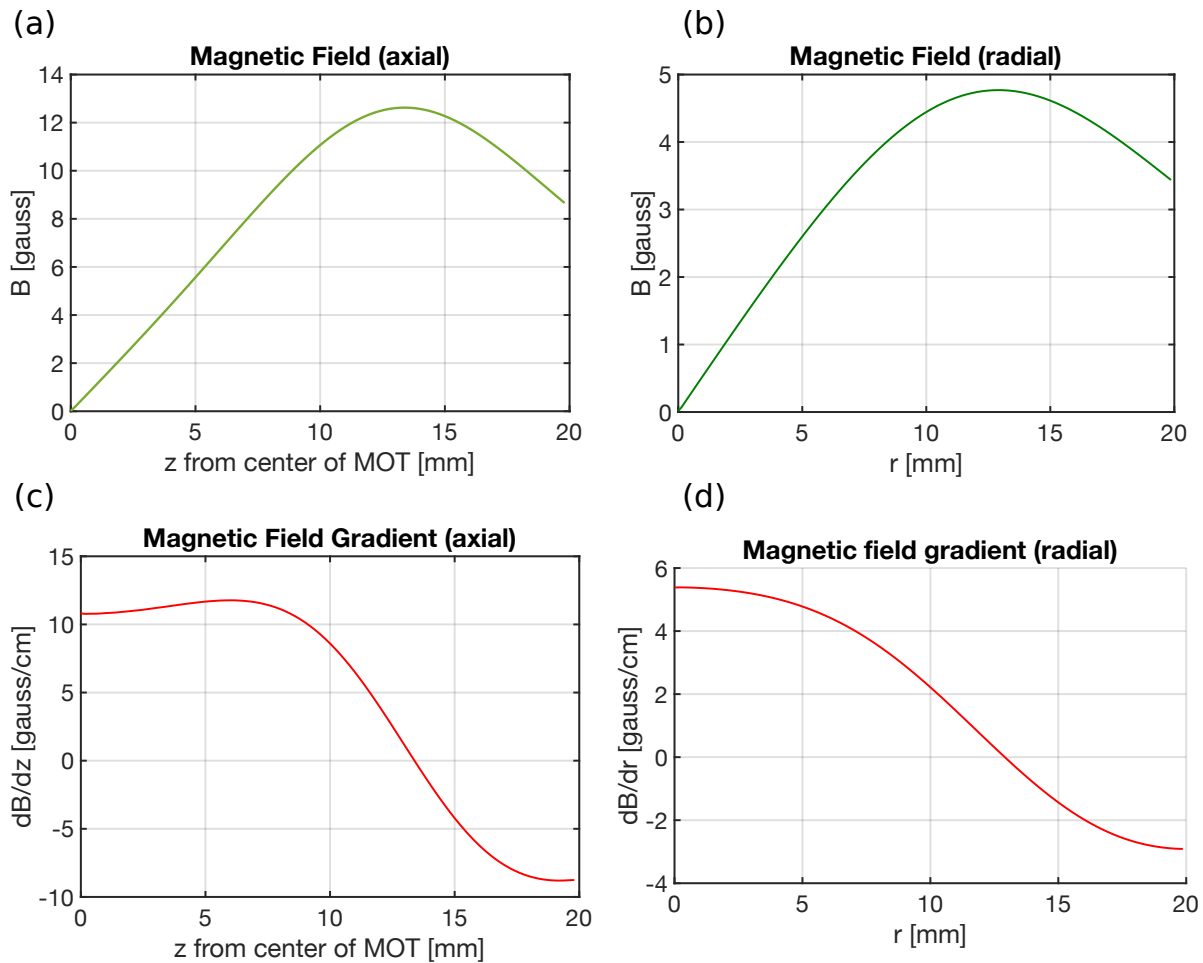 (a)
Magnetic Field (axial)
14
12
10
8
6
4
2
0
B [gauss]
0 5 10 15 20
z from center of MOT [mm]
(b)
Magnetic Field (radial)
5
4
3
2
1
0
B [gauss]
0 5 10 15 20
r [mm]
(c)
Magnetic Field Gradient (axial)
15
10
5
0
-5
-10
dB/dz [gauss/cm]
0 5 10 15 20
z from center of MOT [mm]
(d)
Magnetic field gradient (radial)
6
4
2
0
-2
-4
dB/dr [gauss/cm]
0 5 10 15 20
r [mm]